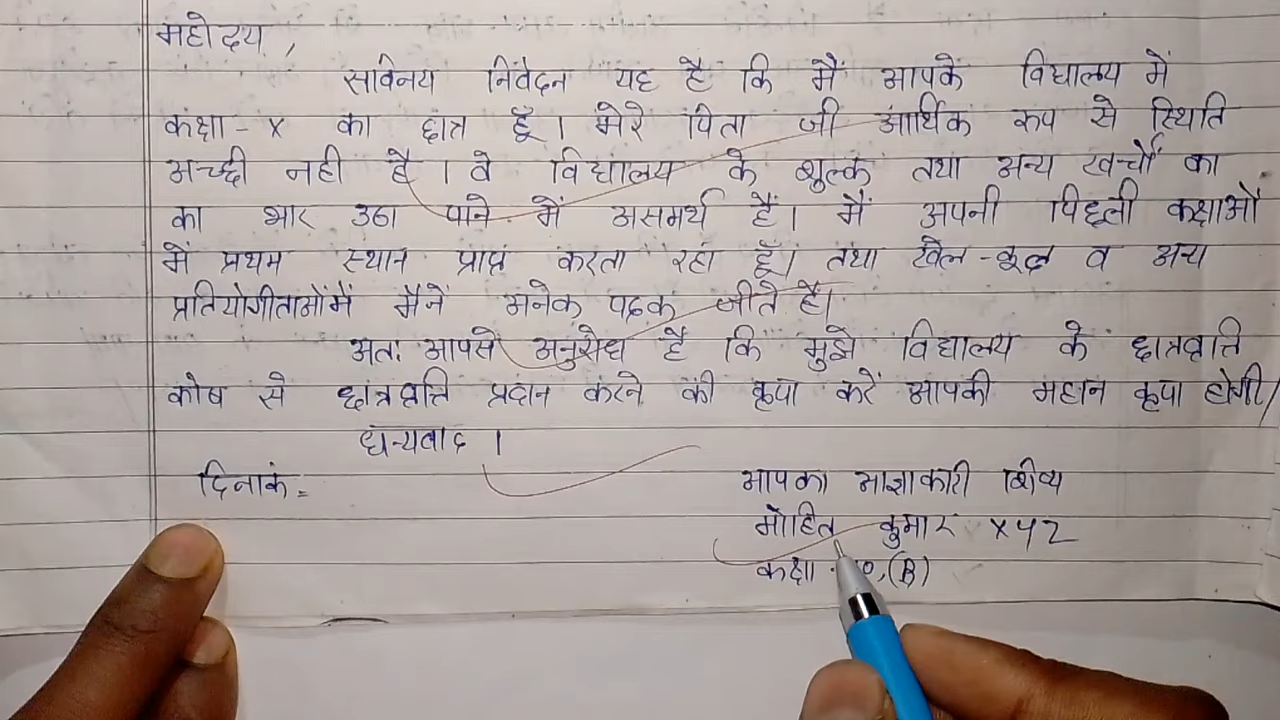 महोदय,
सविनय निवेदन यह है कि मैं आपके विद्यालय में
कक्षा - X का छात्र हूँ। मेरे पिता जी आर्थिक रुप से स्थिति
अच्छी नही है। वे विद्यालय के शुल्क तथा अन्य खर्चों का
का भार उठा पाने में असमर्थ हैं। मैं अपनी पिछली कक्षाओं
में प्रथम स्थान प्राप्त करता रहा हूँ। तथा खेल-कूद व अन्य
प्रतियोगीताओंमें मैनें अनेक पदक जीते है।
अतः आपसे अनुरोध है कि मुझे विद्यालय के छात्रवृत्ति
कोष से छात्रवृत्ति प्रदान करने की कृपा करें आपकी महान कृपा होगी/
धन्यवाद ।
दिनाकं =
आपका आज्ञाकारी शिष्य
मोहित कुमार XYZ
कक्षा (B)